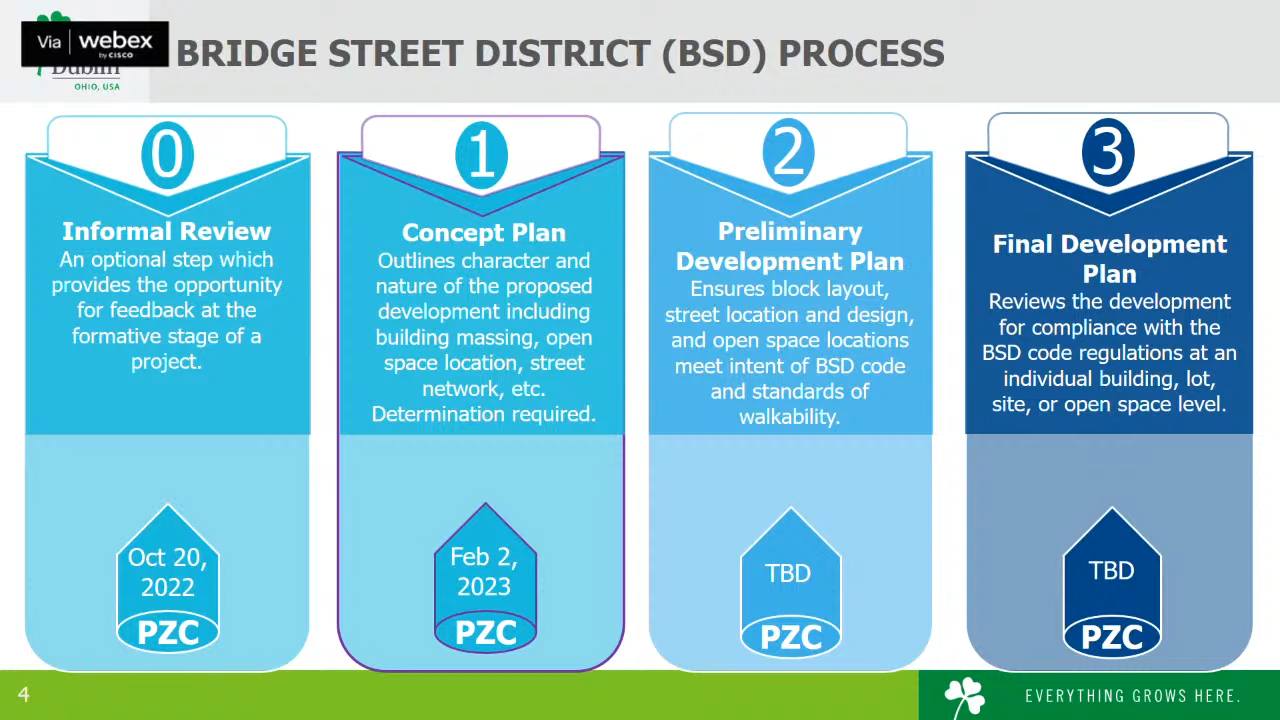 Via webex
by CISCO
Dublin
OHIO, USA
BRIDGE STREET DISTRICT (BSD) PROCESS
0
Informal Review
An optional step which
provides the opportunity
for feedback at the
formative stage of a
project.
Oct 20,
2022
PZC
1
Concept Plan
Outlines character and
nature of the proposed
development including
building massing, open
space location, street
network, etc.
Determination required.
Feb 2,
2023
PZC
2
Preliminary
Development Plan
Ensures block layout,
street location and design,
and open space locations
meet intent of BSD code
and standards of
walkability.
TBD
PZC
3
Final Development
Plan
Reviews the development
for compliance with the
BSD code regulations at an
individual building, lot,
site, or open space level.
TBD
PZC
4
EVERYTHING GROWS HERE.